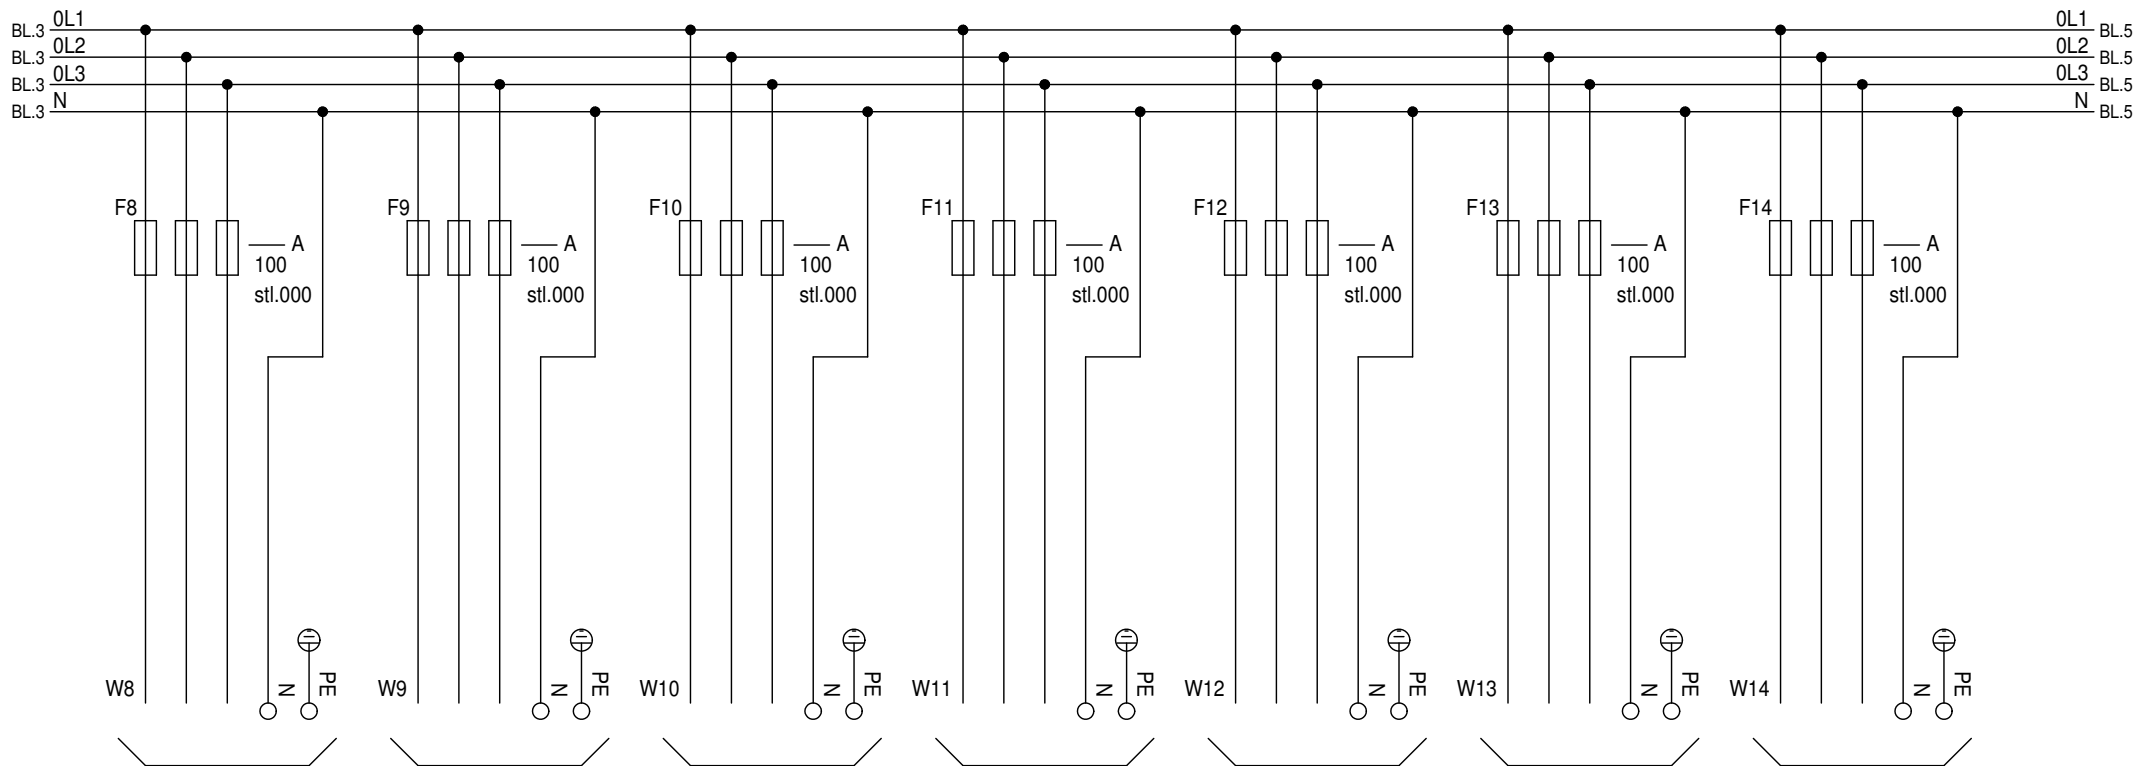 BL.3 0L1 0L1 BL.5
BL.3 0L2 0L2 BL.5
BL.3 0L3 0L3 BL.5
BL.3 N N BL.5
F8 F9 F10 F11 F12 F13 F14
A A A A A A A
100 100 100 100 100 100 100
stl.000 stl.000 stl.000 stl.000 stl.000 stl.000 stl.000
W8 N PE W9 N PE W10 N PE W11 N PE W12 N PE W13 N PE W14 N PE